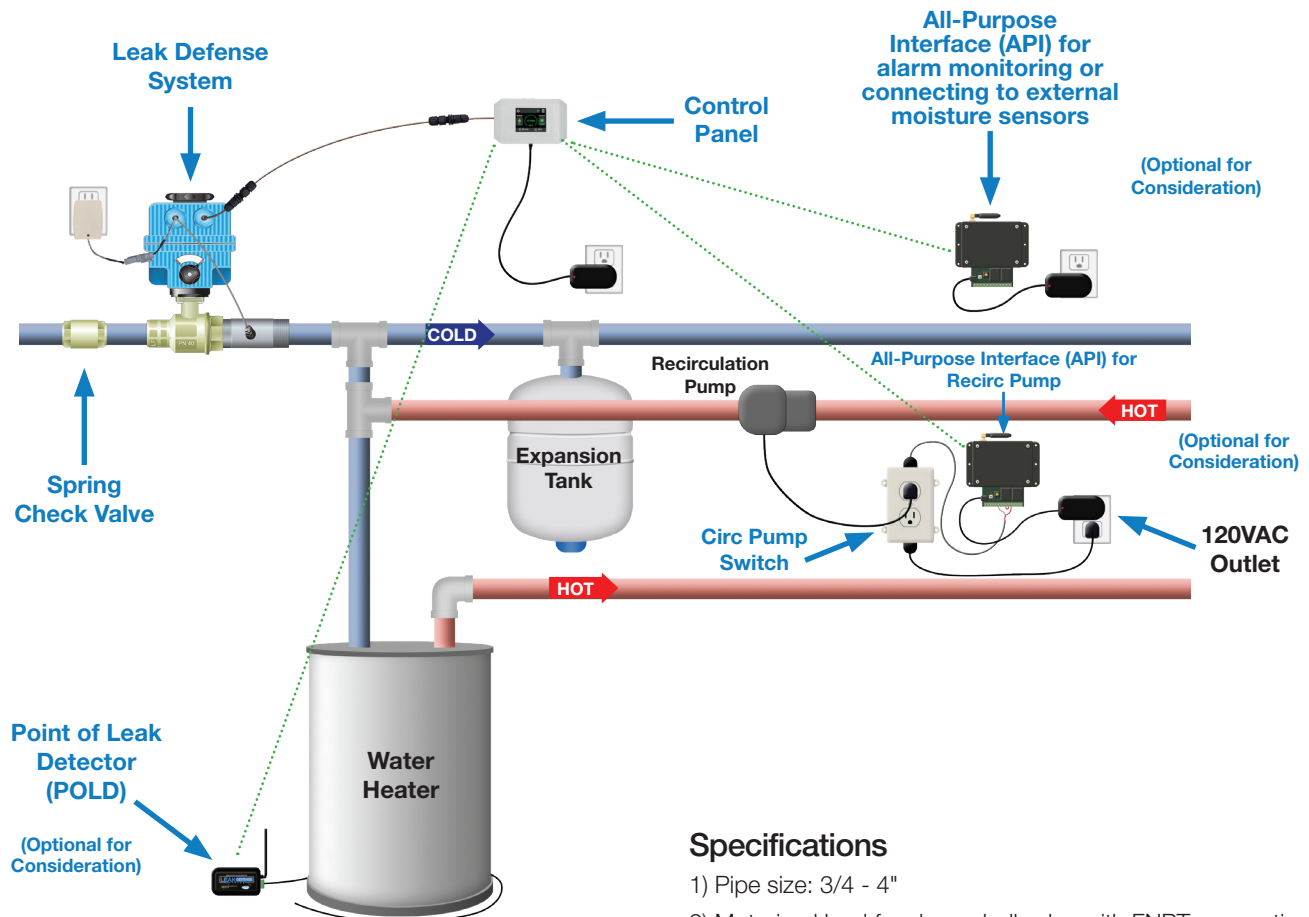 Leak Defense
System
All-Purpose
Interface (API) for
alarm monitoring or
connecting to external
moisture sensors
Control
Panel
(Optional for
Consideration)
PN 40
COLD
Spring
Check Valve
Recirculation
Pump
All-Purpose Interface (API) for
Recirc Pump
HOT
(Optional for
Consideration)
Expansion
Tank
Circ Pump
Switch
120VAC
Outlet
HOT
Point of Leak
Detector
(POLD)
(Optional for
Consideration)
Water
Heater
LEAK
Specifications
1) Pipe size: 3/4 - 4"